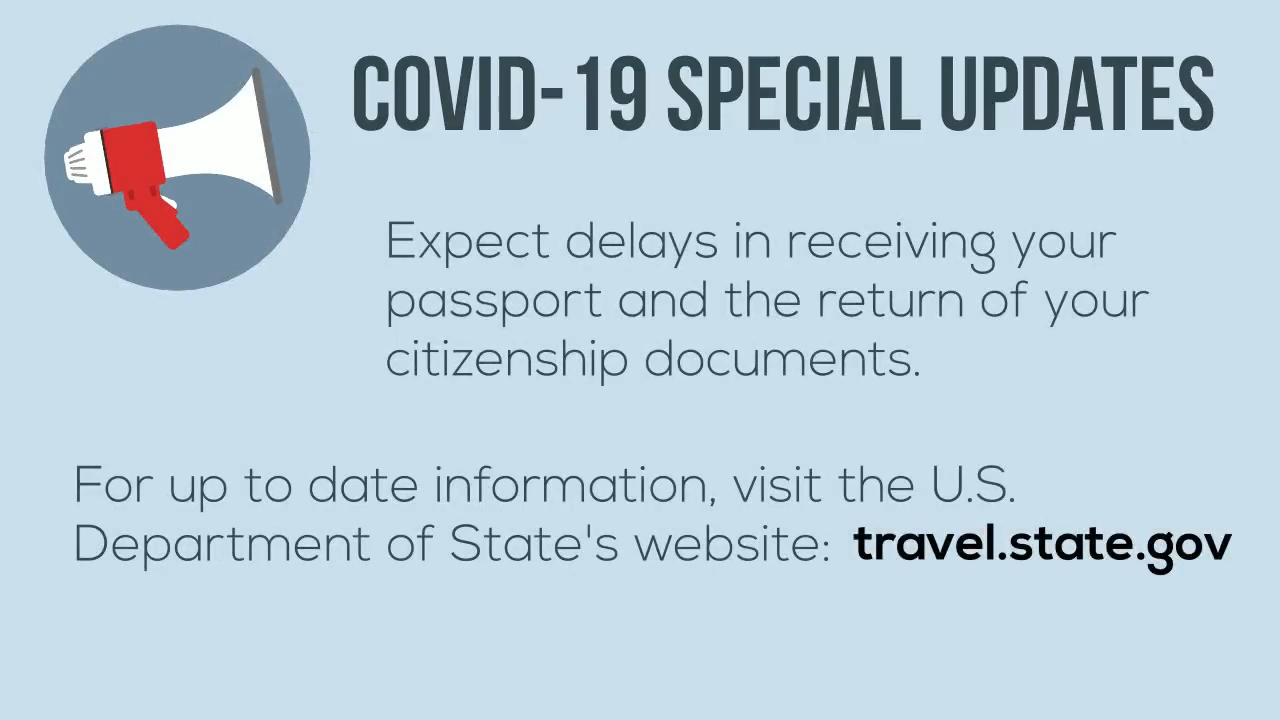 COVID-19 SPECIAL UPDATES
Expect delays in receiving your
passport and the return of your
citizenship documents.
For up to date information, visit the U.S.
Department of State's website: travel.state.gov